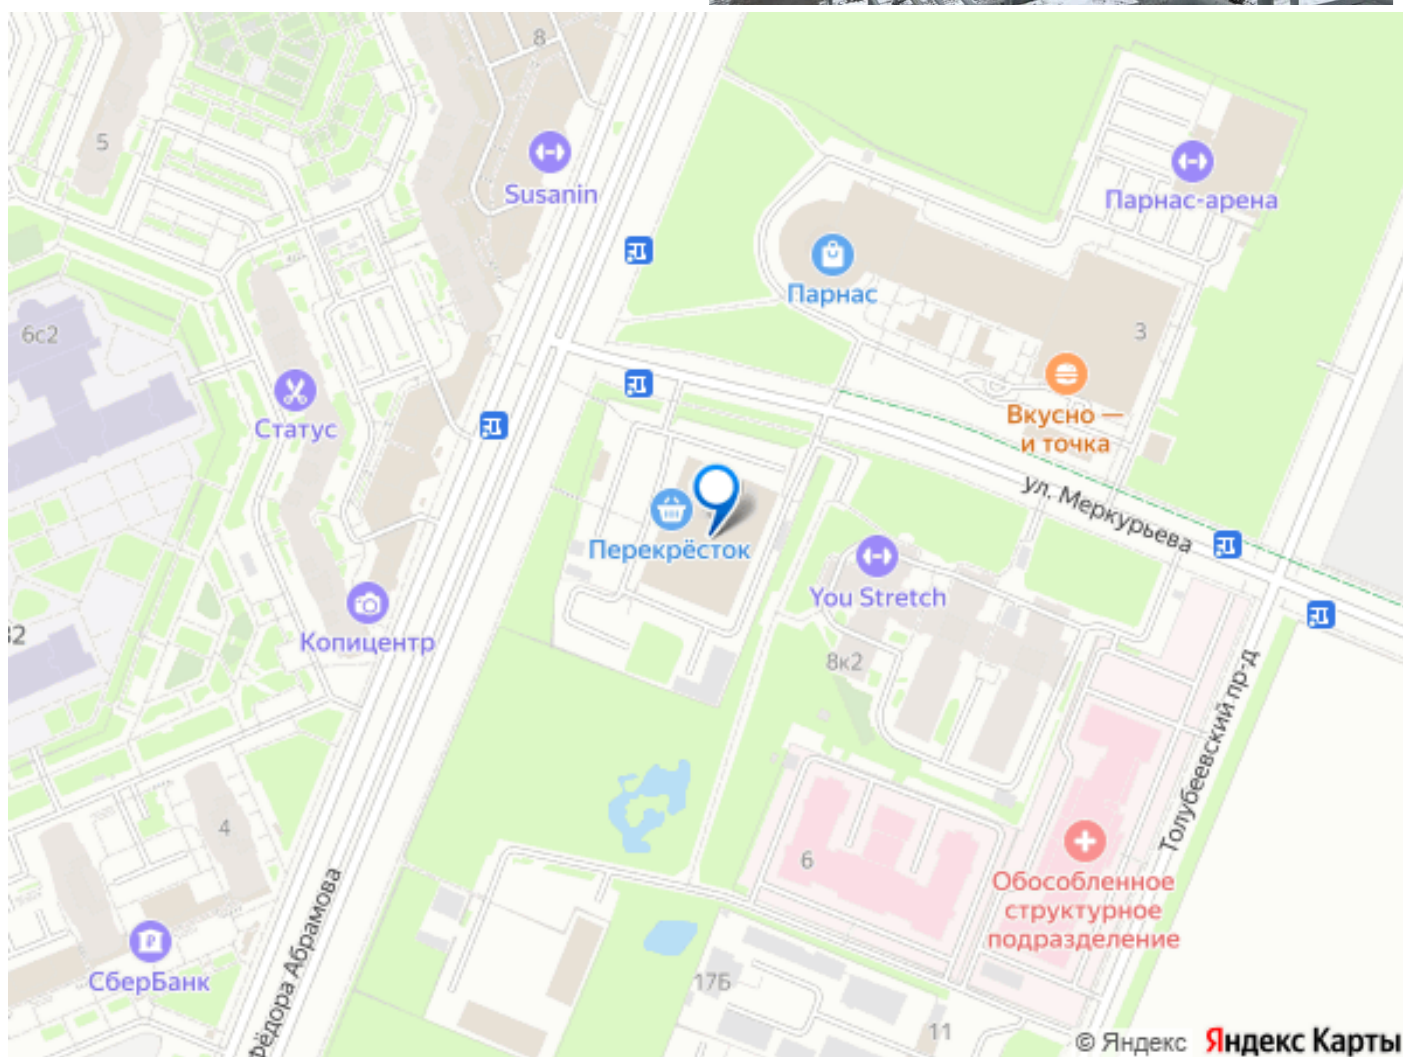 8
5
Susanin
Парнас-арена
Парнас
3
6с2
Статус
Вкусно —
и точка
ул. Меркурьева
Перекрёсток
You Stretch
Копицентр
32
8к2
Толубеевский пр-д
4
6
Обособленное
структурное
подразделение
СберБанк
Фёдора Абрамова
17Б
11
© Яндекс Яндекс Карты